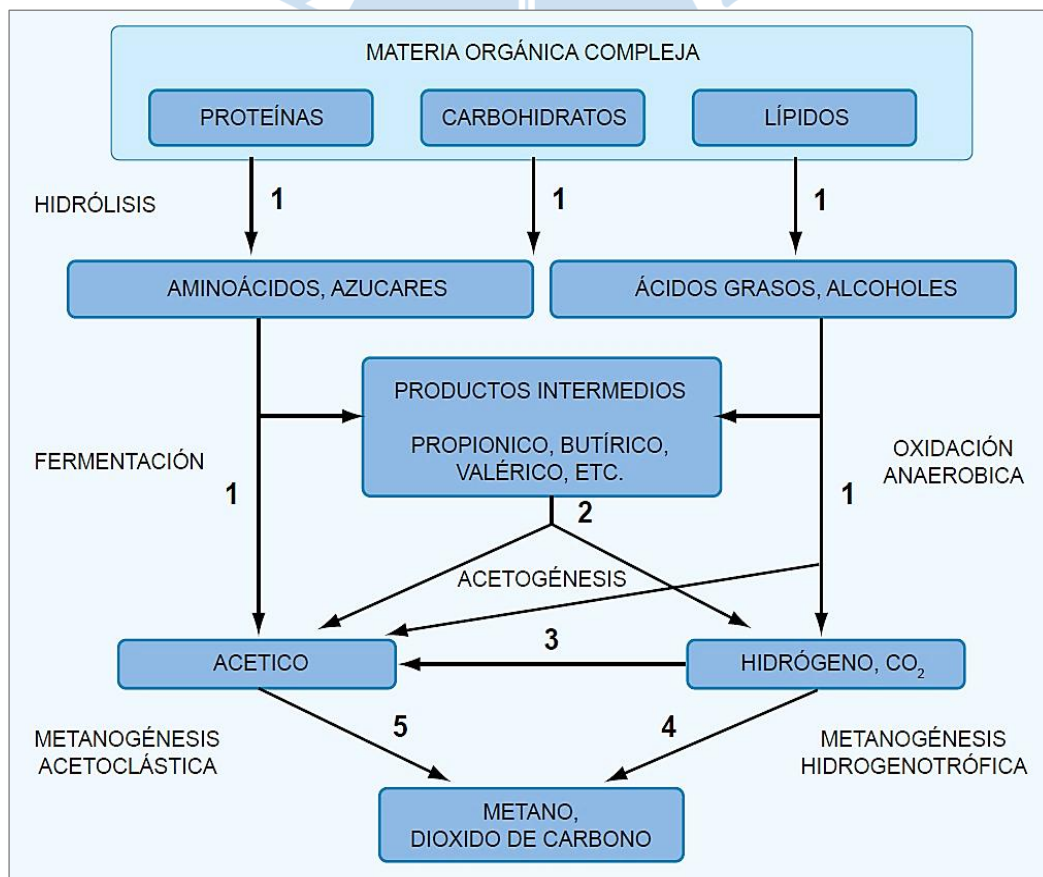 MATERIA ORGÁNICA COMPLEJA
PROTEÍNAS
CARBOHIDRATOS
LÍPIDOS
HIDRÓLISIS
1
1
1
AMINOÁCIDOS, AZUCARES
ÁCIDOS GRASOS, ALCOHOLES
PRODUCTOS INTERMEDIOS
PROPIONICO, BUTÍRICO,
VALÉRICO, ETC.
FERMENTACIÓN
1
OXIDACIÓN
ANAEROBICA
1
2
ACETOGÉNESIS
3
ACETICO
HIDRÓGENO, CO₂
METANOGÉNESIS
ACETOCLÁSTICA
5
4
METANOGÉNESIS
HIDROGENOTRÓFICA
METANO,
DIOXIDO DE CARBONO